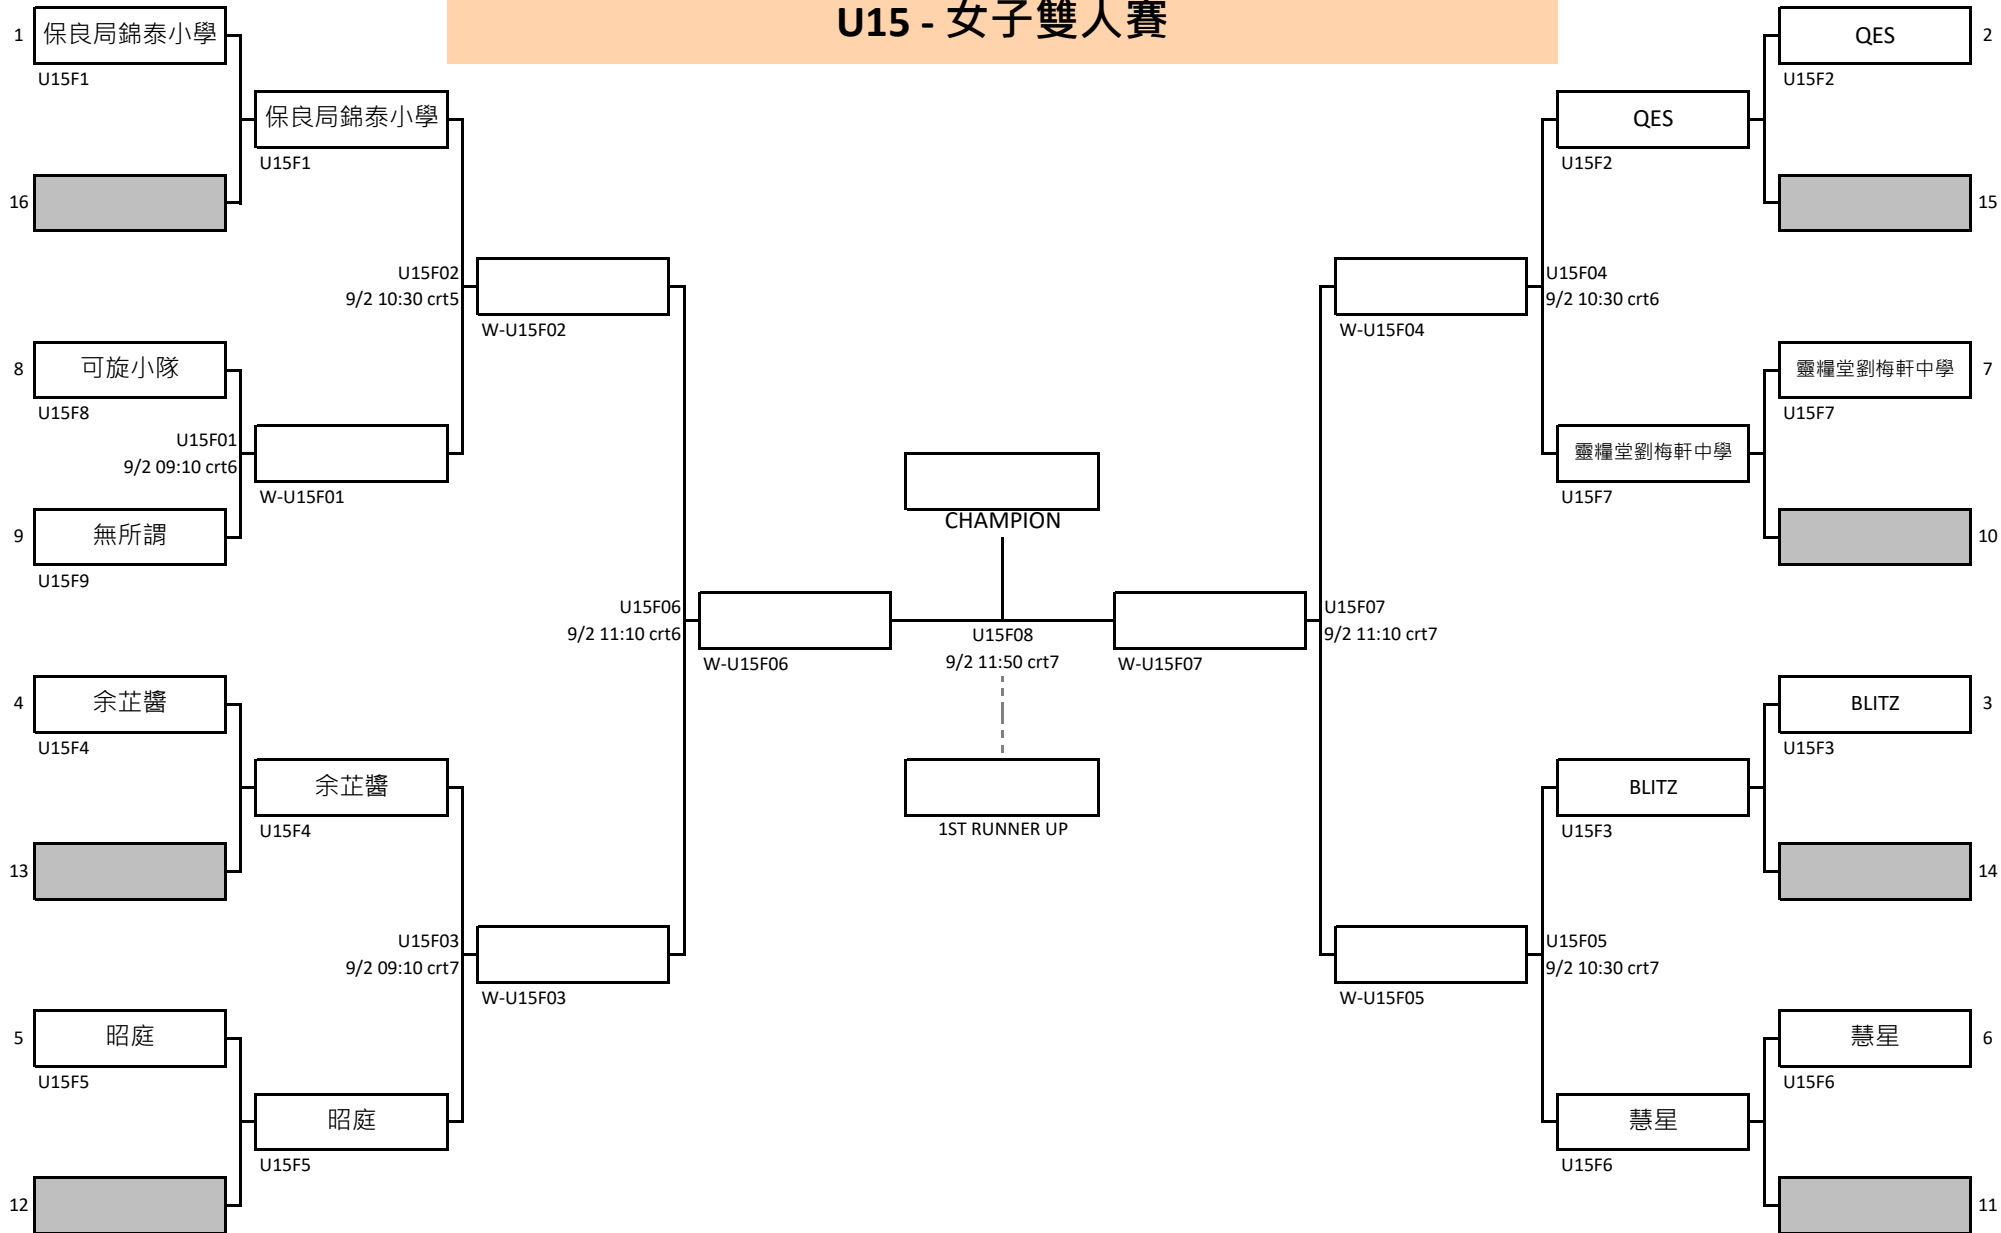 U15 - 女子雙人賽
1
保良局錦泰小學
U15F1
保良局錦泰小學
U15F1
16
U15F02
9/2 10:30 crt5
W-U15F02
8
可旋小隊
U15F8
U15F01
9/2 09:10 crt6
W-U15F01
9
無所謂
U15F9
U15F06
9/2 11:10 crt6
W-U15F06
4
余芷醬
U15F4
余芷醬
U15F4
13
U15F03
9/2 09:10 crt7
W-U15F03
5
昭庭
U15F5
昭庭
U15F5
12
CHAMPION
U15F08
9/2 11:50 crt7
1ST RUNNER UP
QES
2
U15F2
QES
U15F2
15
U15F04
9/2 10:30 crt6
W-U15F04
靈糧堂劉梅軒中學
7
U15F7
靈糧堂劉梅軒中學
U15F7
10
U15F07
9/2 11:10 crt7
W-U15F07
BLITZ
3
U15F3
BLITZ
U15F3
14
U15F05
9/2 10:30 crt7
W-U15F05
慧星
6
U15F6
慧星
U15F6
11